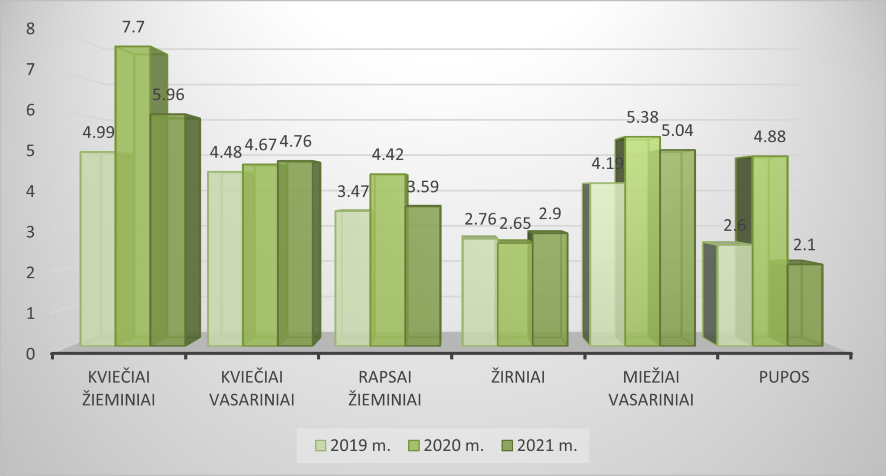 8
7
6
5
4
3
2
1
0
4.99
7.7
5.96
4.48
4.67
4.76
3.47
4.42
3.59
2.76
2.65
2.9
4.19
5.38
5.04
2.6
4.88
2.1
KVIEČIAI
ŽIEMINIAI
KVIEČIAI
VASARINIAI
RAPSAI
ŽIEMINIAI
ŽIRNIAI
MIEŽIAI
VASARINIAI
PUPOS
2019 m.
2020 m.
2021 m.